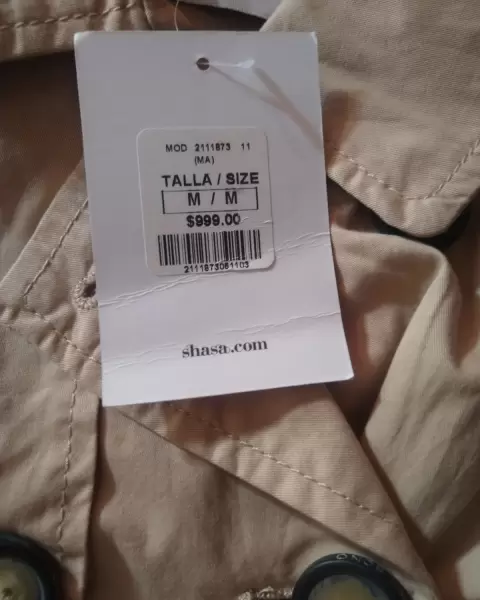 MOD 2111873 11
(MA)
TALLA / SIZE
M / M
$999.00
2111873061103
shasa.com